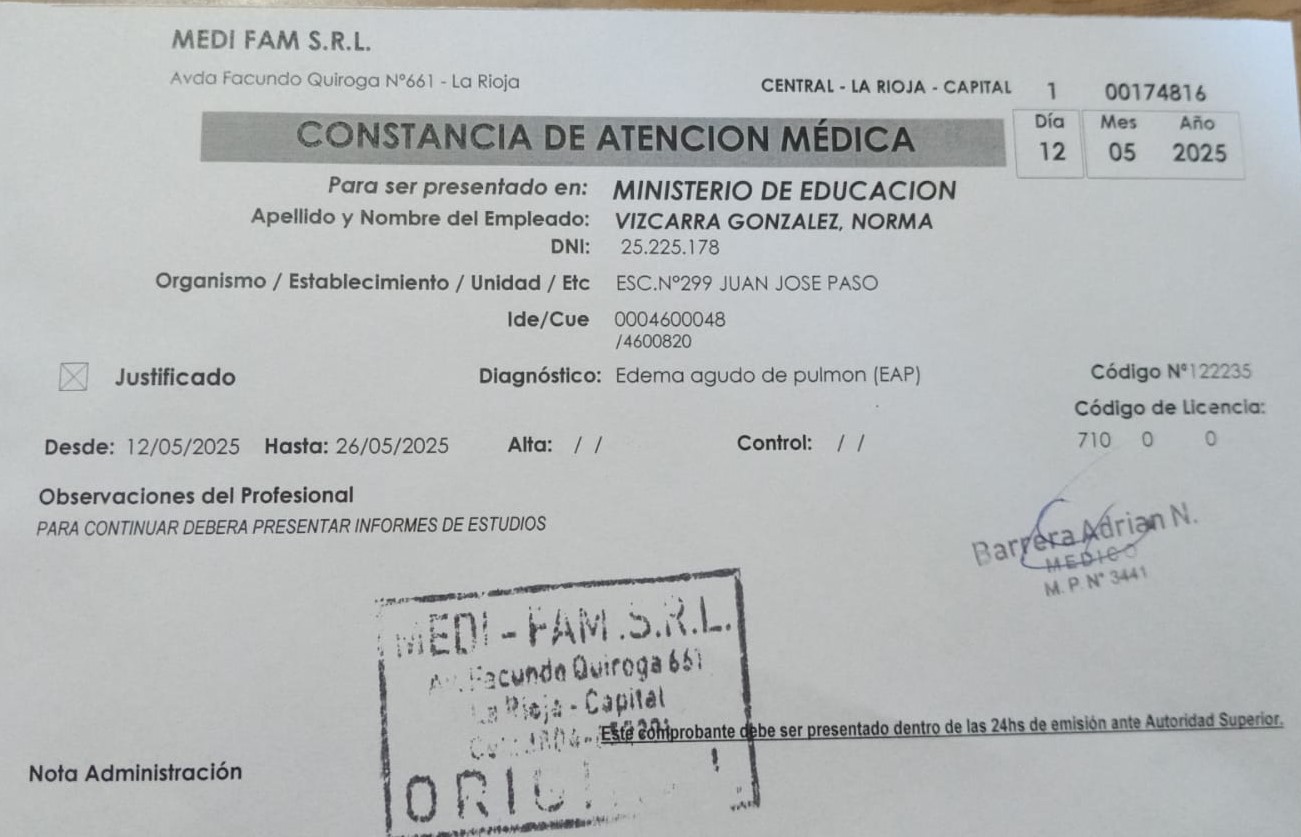 MEDI FAM S.R.L.
Avda Facundo Quiroga Nº661 - La Rioja
CENTRAL - LA RIOJA - CAPITAL 1 00174816
CONSTANCIA DE ATENCION MÉDICA
Día Mes Año
12 05 2025
Para ser presentado en: MINISTERIO DE EDUCACION
Apellido y Nombre del Empleado: VIZCARRA GONZALEZ, NORMA
DNI: 25.225.178
Organismo / Establecimiento / Unidad / Etc ESC.Nº299 JUAN JOSE PASO
Ide/Cue 0004600048
/4600820
Justificado Diagnóstico: Edema agudo de pulmon (EAP) Código Nº122235
Código de Licencia:
710 0 0
Desde: 12/05/2025 Hasta: 26/05/2025 Alta: / / Control: / /
Observaciones del Profesional
PARA CONTINUAR DEBERA PRESENTAR INFORMES DE ESTUDIOS
Barrera Adrian N.
MEDICO
M. P. Nº 3441
MEDI - FAM .S.R.L.
Av. Facundo Quiroga 661
La Rioja - Capital
Este comprobante debe ser presentado dentro de las 24hs de emisión ante Autoridad Superior.
Nota Administración